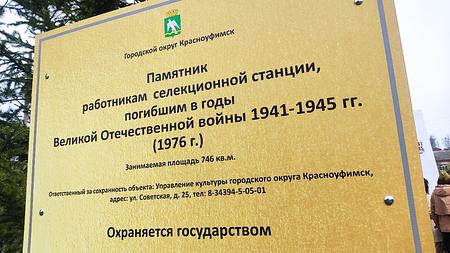 Городской округ Красноуфимск
Памятник
работникам селекционной станции,
погибшим в годы
Великой Отечественной войны 1941-1945 гг.
(1976 г.)
Занимаемая площадь 746 кв.м.
Ответственный за сохранность объекта: Управление культуры городского округа Красноуфимск,
адрес: ул. Советская, д. 25, тел: 8-34394-5-05-01
Охраняется государством